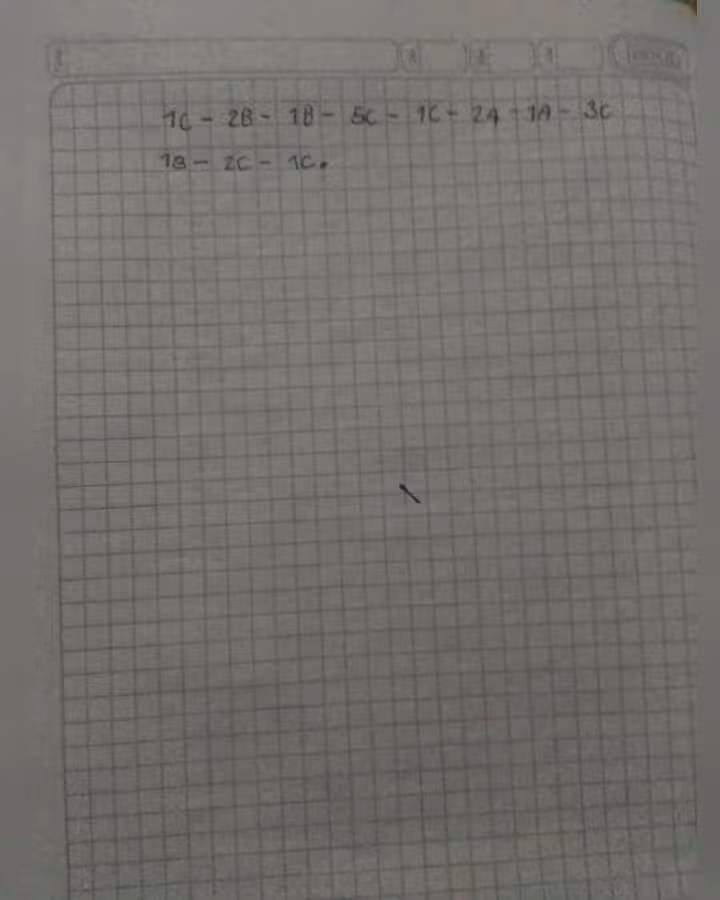 1C - 2B - 1B - 5C - 1C - 2A - 1A - 3C
1B - 2C - 1C.